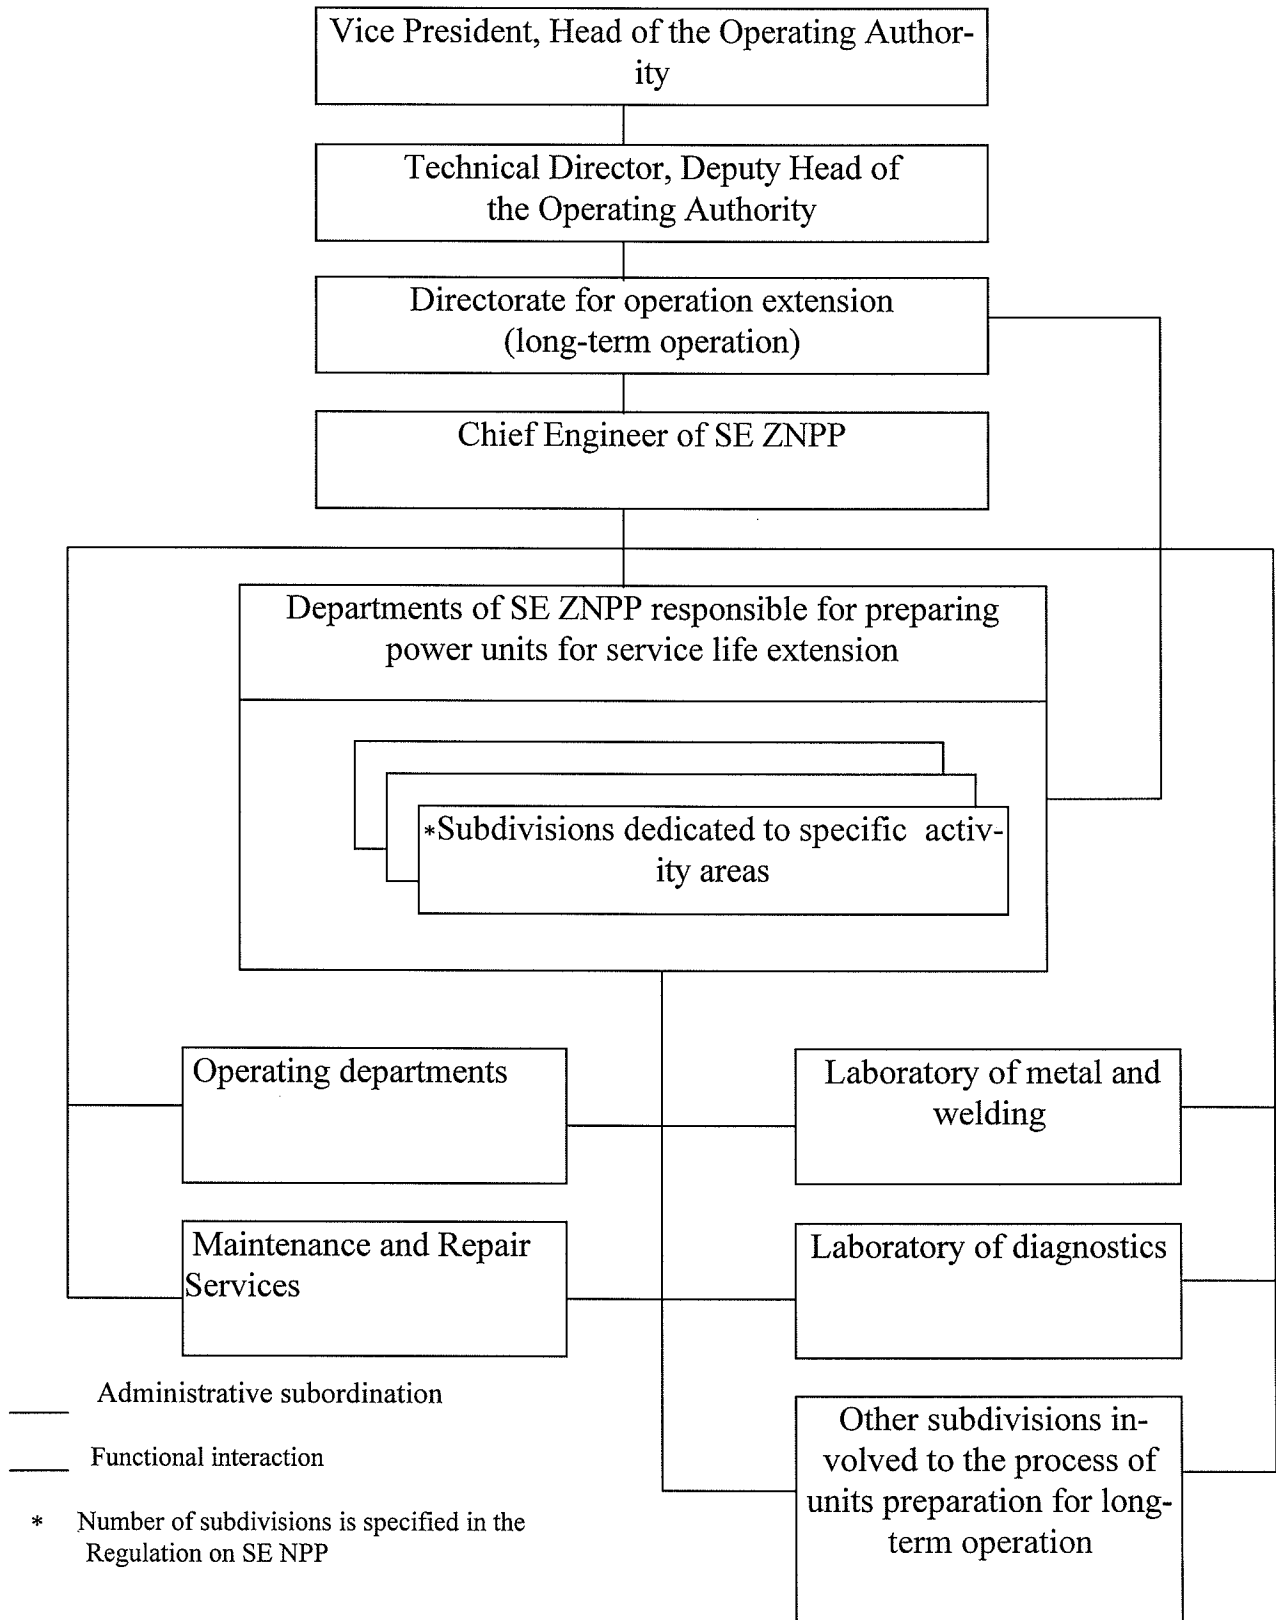 Vice President, Head of the Operating Author-
ity
Technical Director, Deputy Head of
the Operating Authority
Directorate for operation extension
(long-term operation)
Chief Engineer of SE ZNPP
Departments of SE ZNPP responsible for preparing
power units for service life extension
*Subdivisions dedicated to specific activ-
ity areas
Operating departments
Laboratory of metal and
welding
Maintenance and Repair
Services
Laboratory of diagnostics
Other subdivisions in-
volved to the process of
units preparation for long-
term operation
Administrative subordination
Functional interaction
* Number of subdivisions is specified in the
Regulation on SE NPP